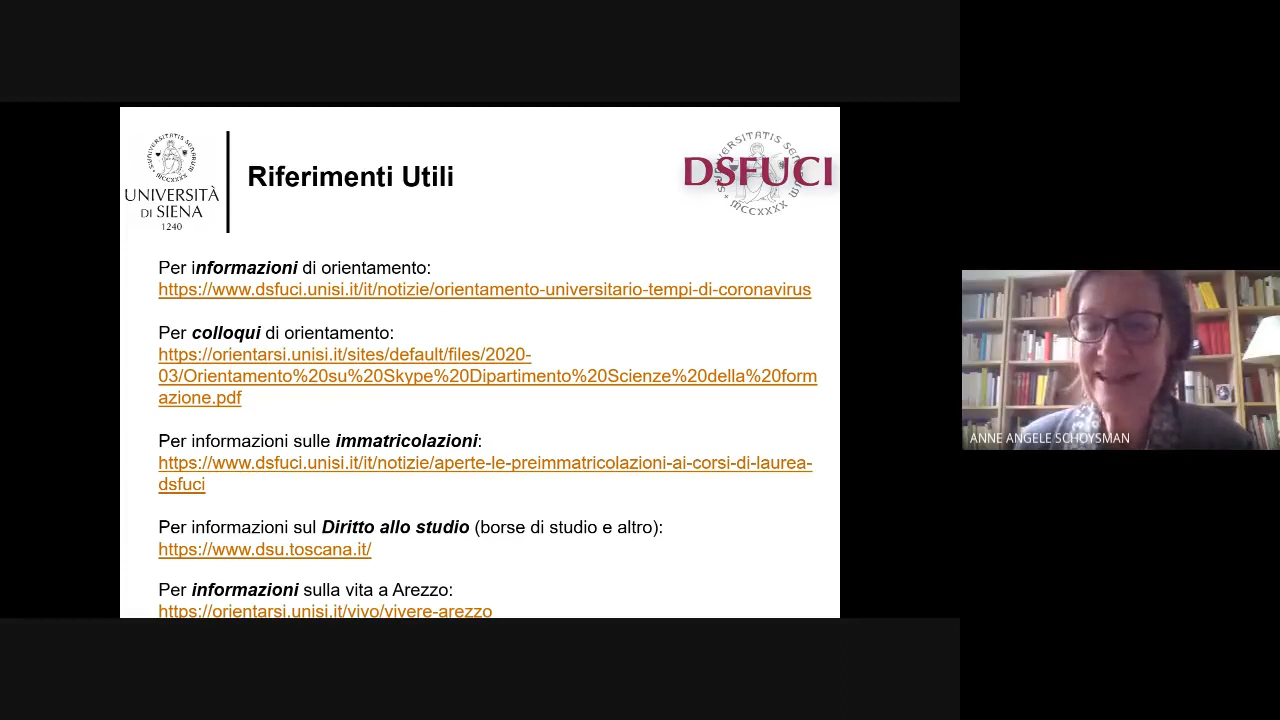 UNIVERSITÀ
DI SIENA
1240
Riferimenti Utili
DSFUCI
MCCXXXX
Per informazioni di orientamento:
https://www.dsfuci.unisi.it/it/notizie/orientamento-universitario-tempi-di-coronavirus
Per colloqui di orientamento:
https://orientarsi.unisi.it/sites/default/files/2020-
03/Orientamento%20su%20Skype%20Dipartimento%20Scienze%20della%20form
azione.pdf
Per informazioni sulle immatricolazioni:
https://www.dsfuci.unisi.it/it/notizie/aperte-le-preimmatricolazioni-ai-corsi-di-laurea-
dsfuci
Per informazioni sul Diritto allo studio (borse di studio e altro):
https://www.dsu.toscana.it/
Per informazioni sulla vita a Arezzo:
https://orientarsi.unisi.it/vivo/vivere-arezzo
ANNE ANGELE SCHOYSMAN